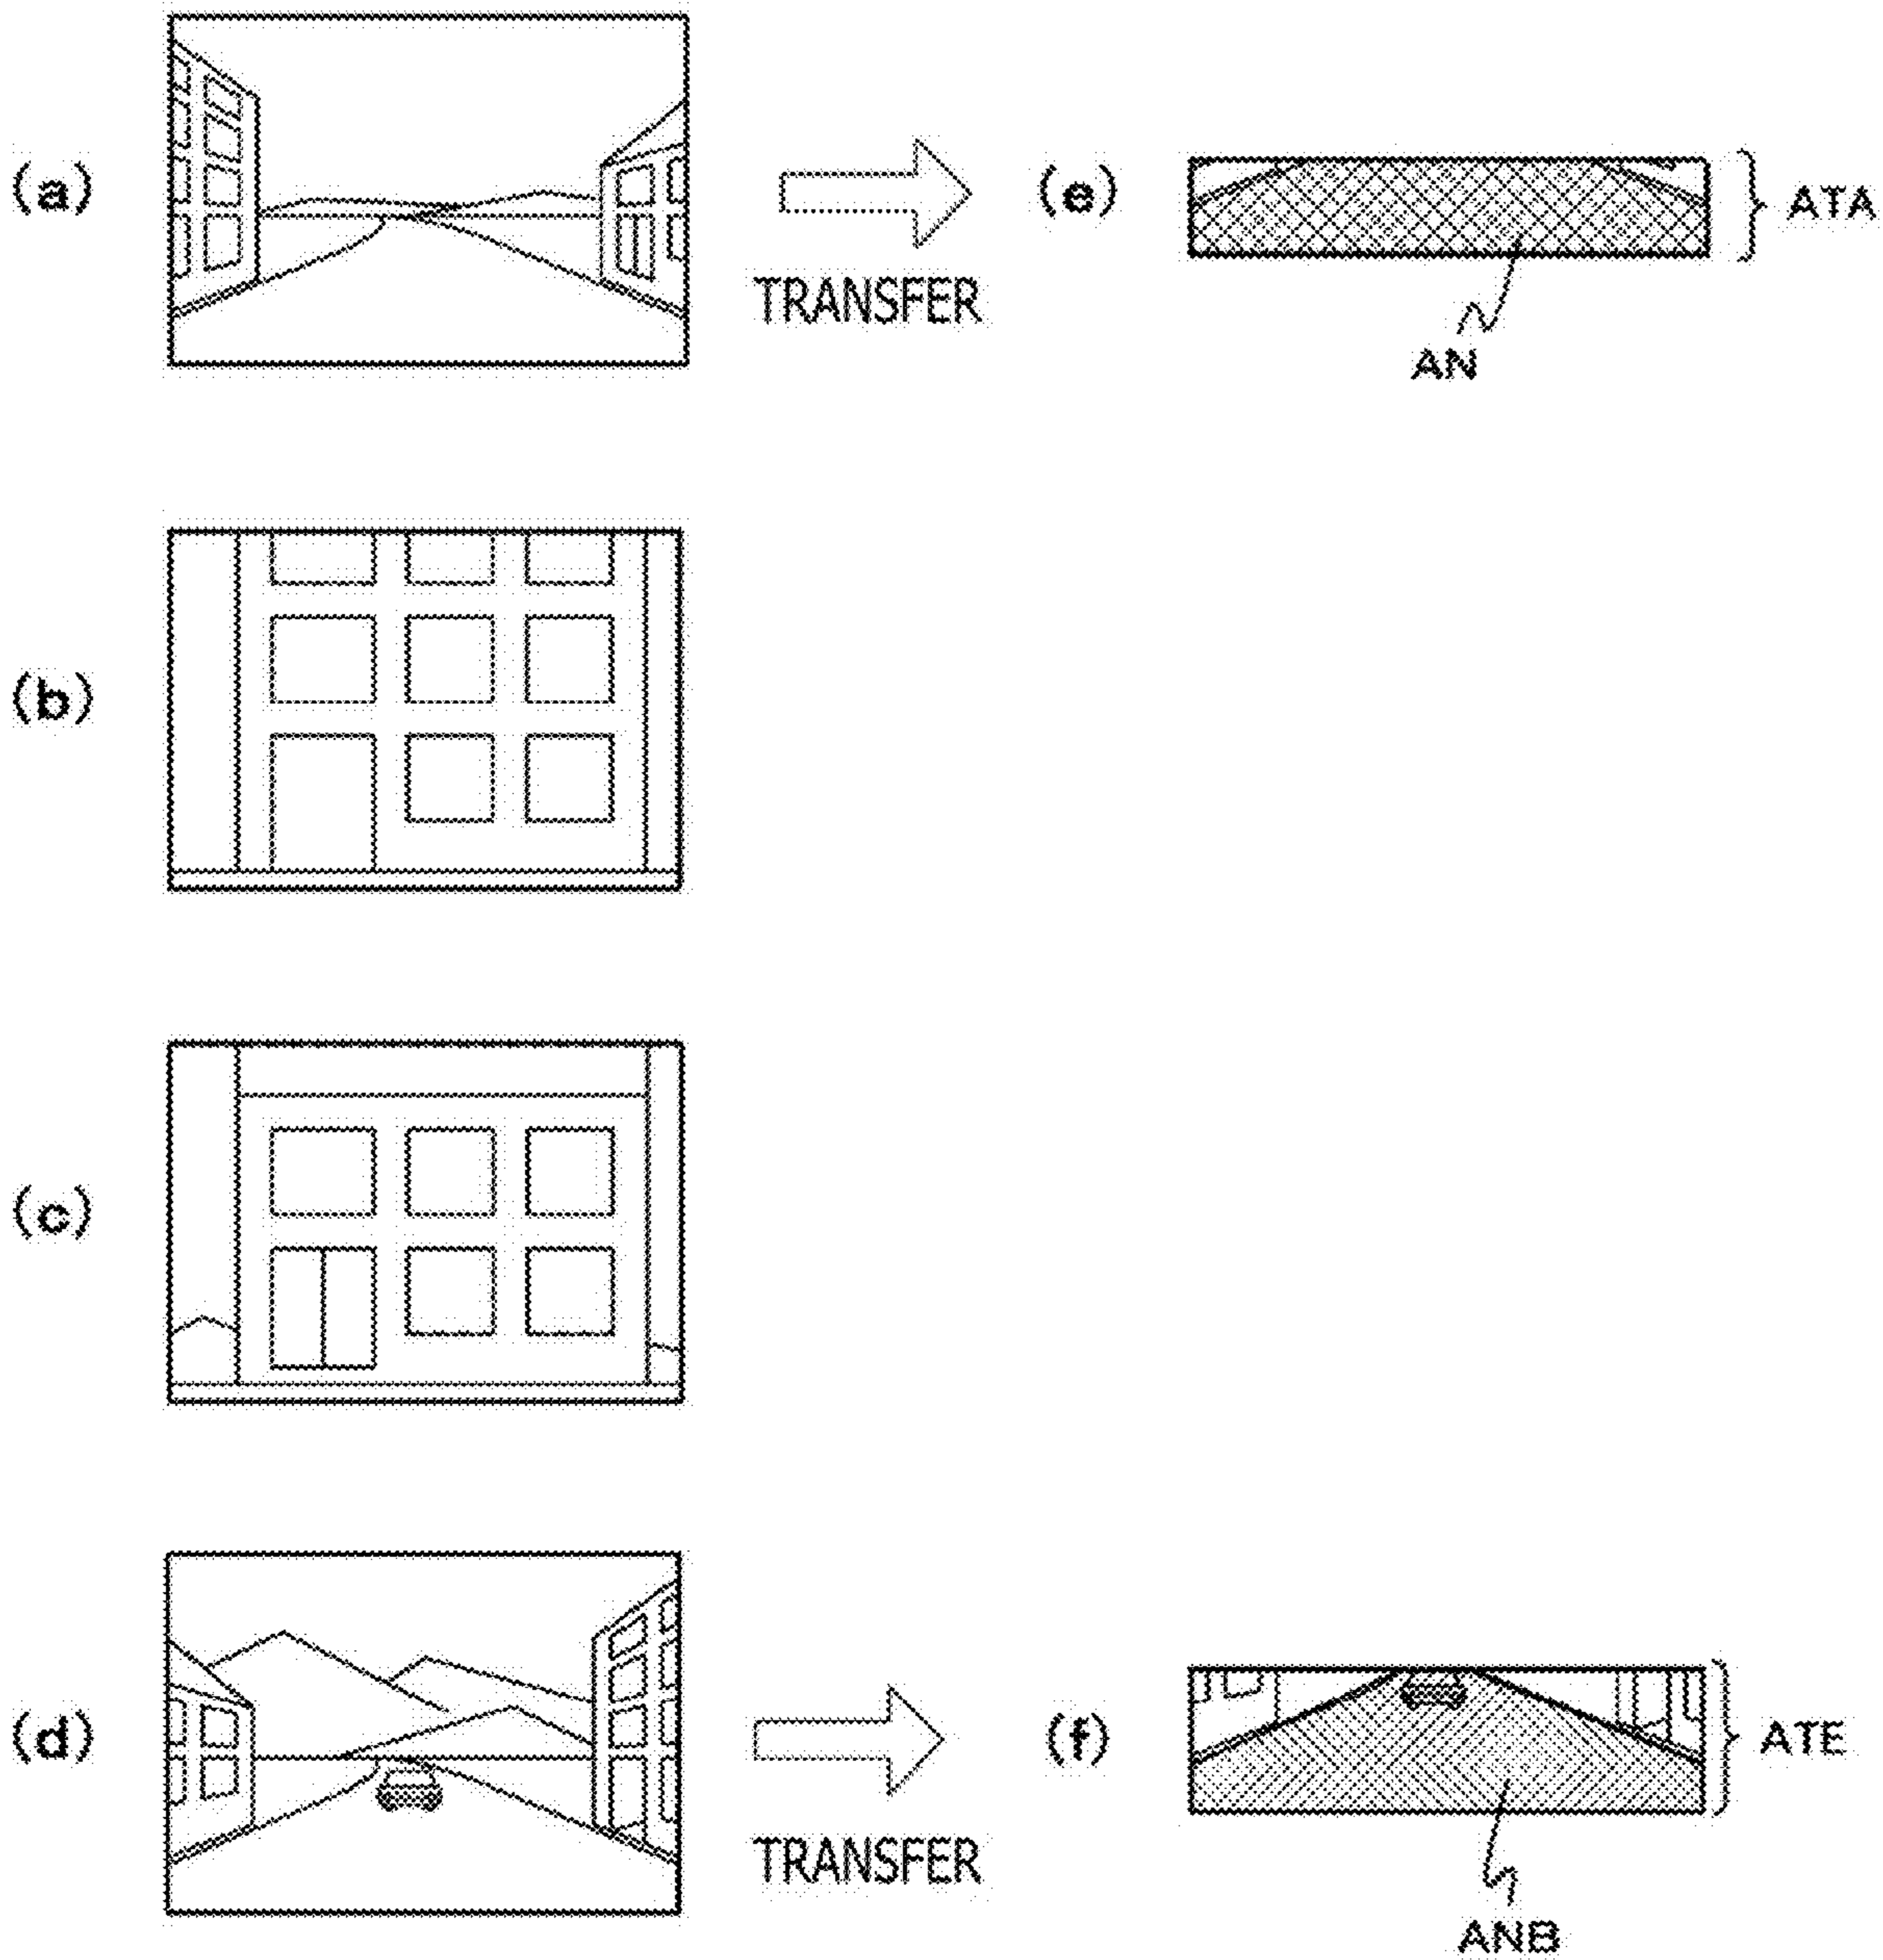 (a)
TRANSFER
(e)
ATA
AN
(b)
(c)
(d)
TRANSFER
(f)
ATE
ANB